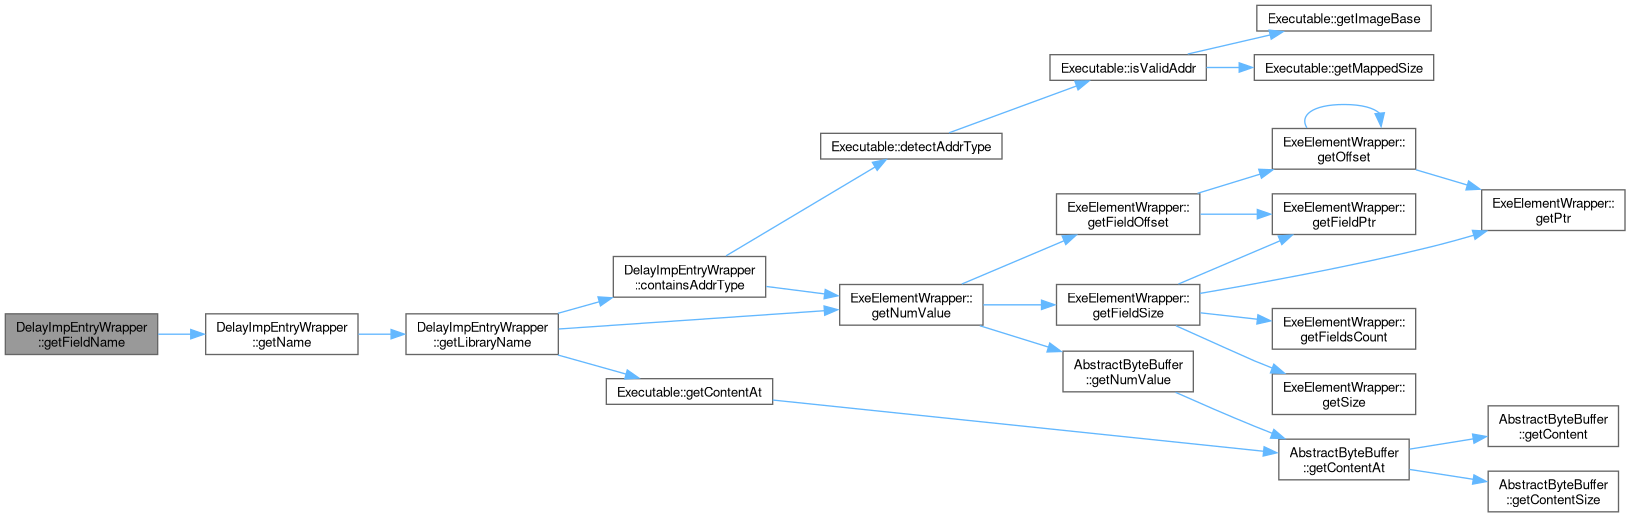 DelayImpEntryWrapper
::getFieldName
DelayImpEntryWrapper
::getName
DelayImpEntryWrapper
::getLibraryName
DelayImpEntryWrapper
::containsAddrType
Executable::getContentAt
Executable::detectAddrType
ExeElementWrapper::
getNumValue
Executable::isValidAddr
ExeElementWrapper::
getFieldOffset
ExeElementWrapper::
getFieldSize
AbstractByteBuffer
::getNumValue
Executable::getImageBase
Executable::getMappedSize
ExeElementWrapper::
getOffset
ExeElementWrapper::
getFieldPtr
ExeElementWrapper::
getFieldsCount
ExeElementWrapper::
getSize
AbstractByteBuffer
::getContentAt
ExeElementWrapper::
getPtr
AbstractByteBuffer
::getContent
AbstractByteBuffer
::getContentSize